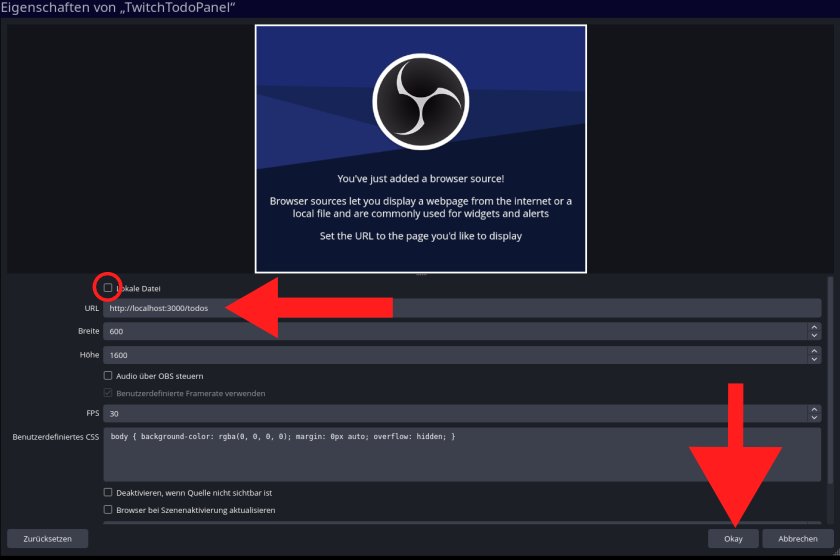 Eigenschaften von „TwitchTodoPanel“
You've just added a browser source!
Browser sources let you display a webpage from the internet or a
local file and are commonly used for widgets and alerts
Set the URL to the page you'd like to display
Lokale Datei
URL http://localhost:3000/todos
Breite 600
Höhe 1600
Audio über OBS steuern
Benutzerdefinierte Framerate verwenden
FPS 30
Benutzerdefiniertes CSS body { background-color: rgba(0, 0, 0, 0); margin: 0px auto; overflow: hidden; }
Deaktivieren, wenn Quelle nicht sichtbar ist
Browser bei Szenenaktivierung aktualisieren
Zurücksetzen Okay Abbrechen